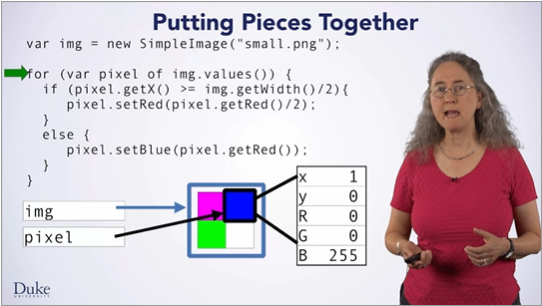 Putting Pieces Together
var img = new SimpleImage("small.png");
for (var pixel of img.values()) {
if (pixel.getX() >= img.getWidth()/2){
pixel.setRed(pixel.getRed()/2);
}
else {
pixel.setBlue(pixel.getRed());
}
}
img
pixel
x 1
y 0
R 0
G 0
B 255
Duke
UNIVERSITY